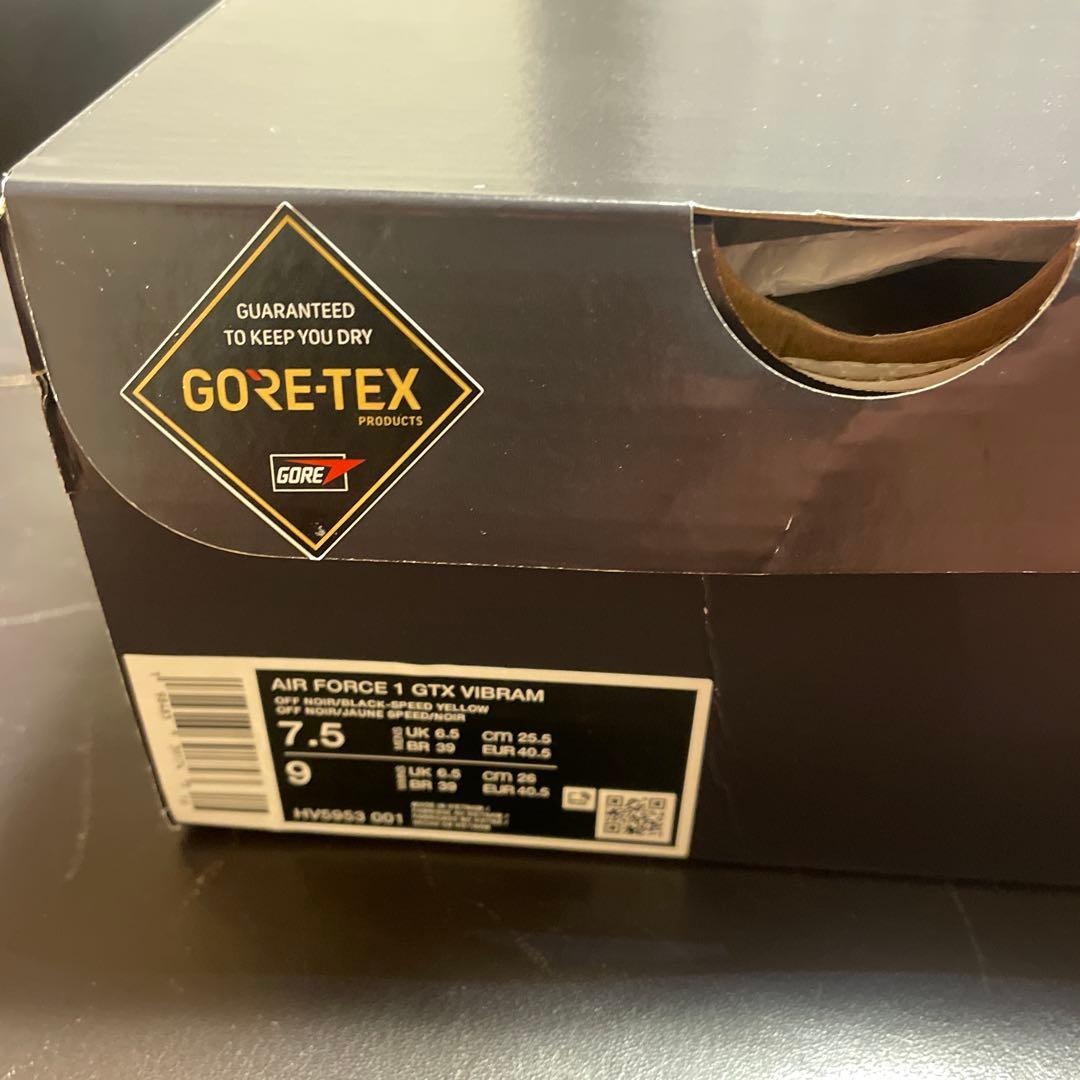 GUARANTEED
TO KEEP YOU DRY
GORE-TEX
PRODUCTS
GORE
AIR FORCE 1 GTX VIBRAM
OFF NOIR/BLACK-SPEED YELLOW
OFF NOIR/JAUNE SPEED/NOIR
7.5 UK 6.5 cm 25.5
BR 39 EUR 40.5
9 UK 6.5 cm 26
BR 39 EUR 40.5
HV5953 001